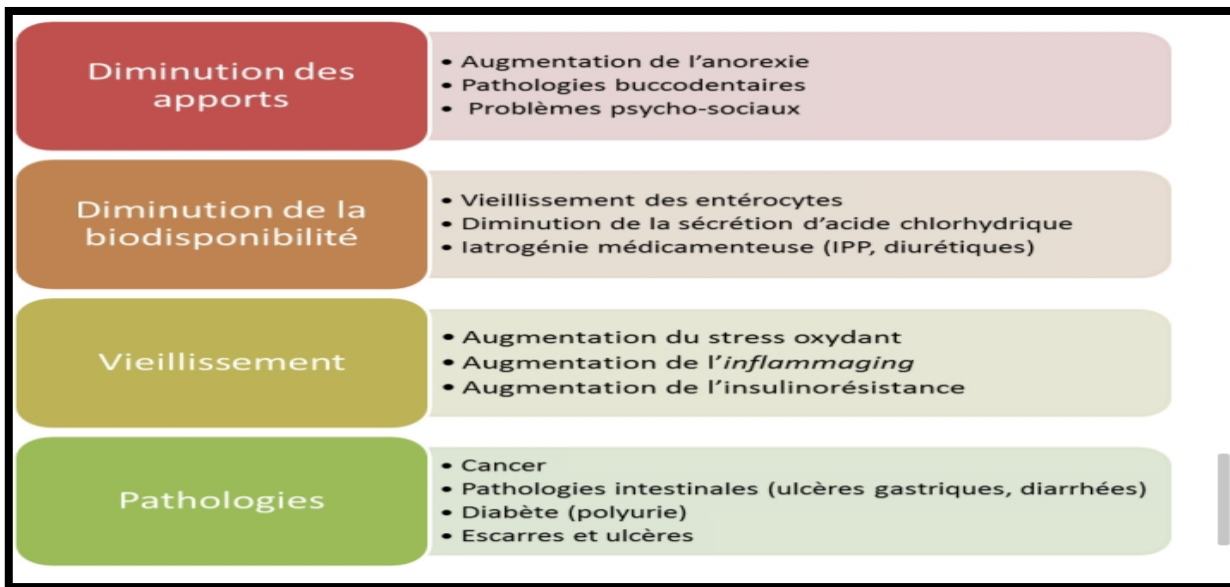 Diminution des
apports
• Augmentation de l'anorexie
• Pathologies buccodentaires
• Problèmes psycho-sociaux
Diminution de la
biodisponibilité
• Vieillissement des entérocytes
• Diminution de la sécrétion d'acide chlorhydrique
• Iatrogénie médicamenteuse (IPP, diurétiques)
Vieillissement
• Augmentation du stress oxydant
• Augmentation de l'inflammaging
• Augmentation de l'insulinorésistance
Pathologies
• Cancer
• Pathologies intestinales (ulcères gastriques, diarrhées)
• Diabète (polyurie)
• Escarres et ulcères